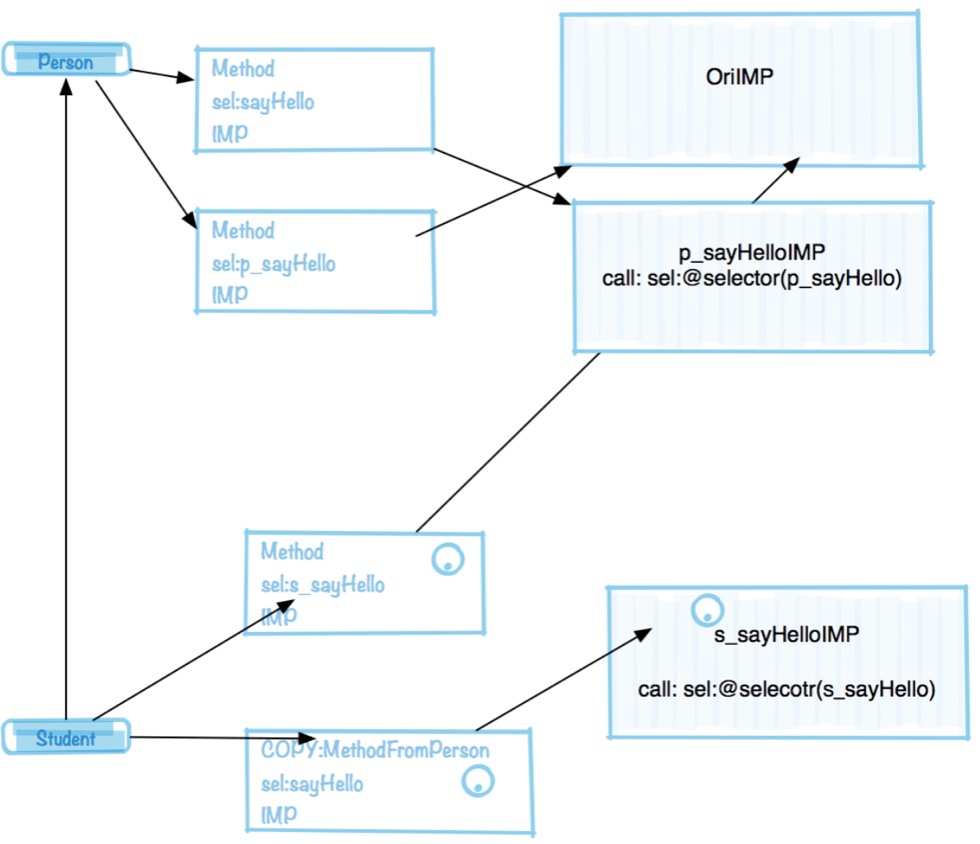 Person
Method
sel:sayHello
IMP
OriIMP
Method
sel:p_sayHello
IMP
p_sayHelloIMP
call: sel:@selector(p_sayHello)
Method
sel:s_sayHello
IMP
s_sayHelloIMP
call: sel:@selecotr(s_sayHello)
Student
COPY:MethodFromPerson
sel:sayHello
IMP